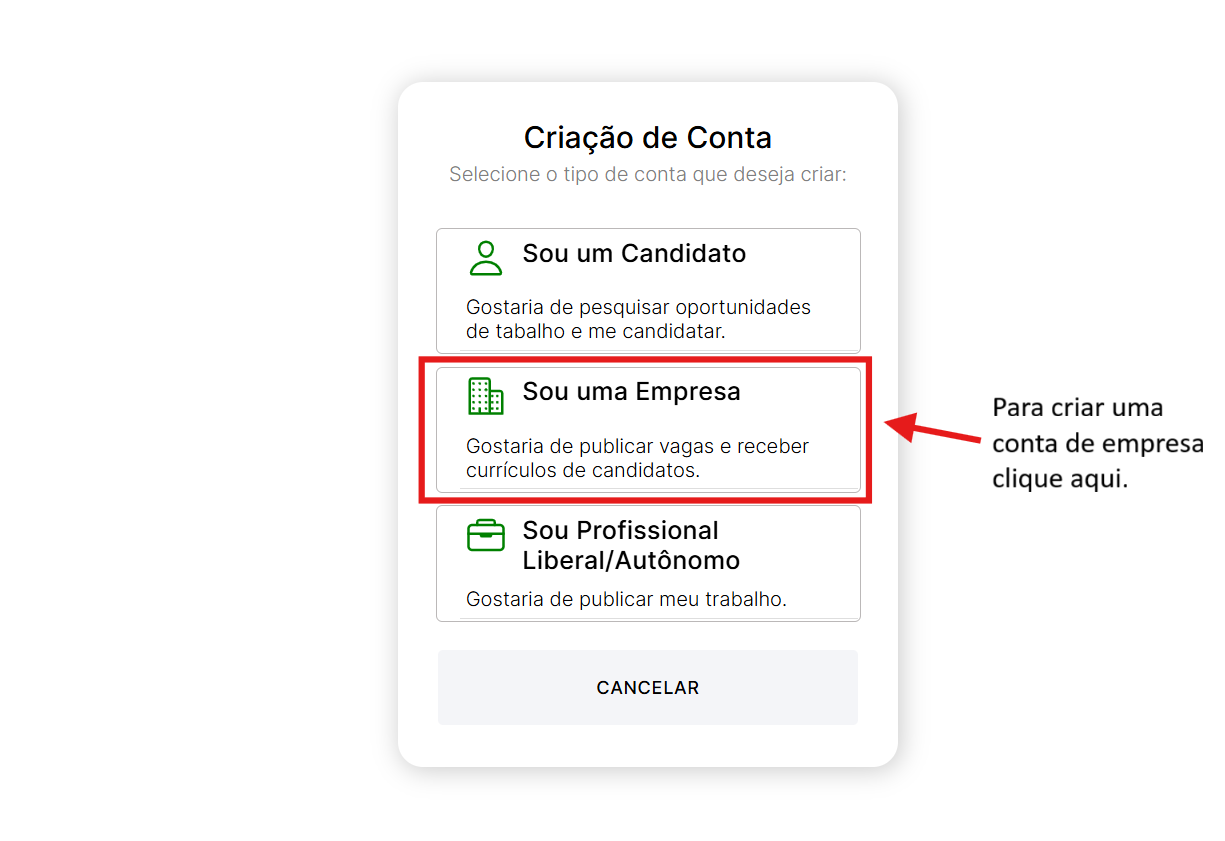 Criação de Conta
Selecione o tipo de conta que deseja criar:
Sou um Candidato
Gostaria de pesquisar oportunidades
de tabalho e me candidatar.
Sou uma Empresa
Gostaria de publicar vagas e receber
currículos de candidatos.
Para criar uma
conta de empresa
clique aqui.
Sou Profissional
Liberal/Autônomo
Gostaria de publicar meu trabalho.
CANCELAR